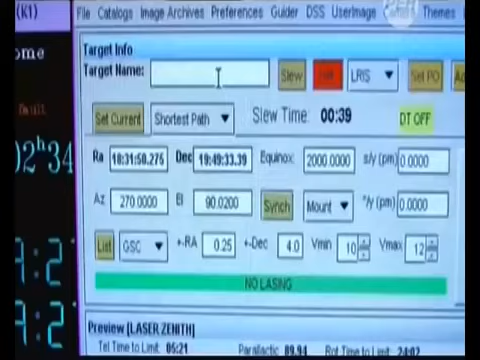 (K1)
File Catalogs Image Archives Preferences Guider DSS UserImage Themes
ome
Target Info
Target Name: Slew LRIS Set PO
fault
Set Current Shortest Path Slew Time: 00:39 DT OFF
02h34
Ra 18:31:50.275 Dec 19:49:33.39 Equinox: 2000.0000 s/y (pm) 0.0000
Az 270.0000 El 90.0200 Synch Mount "/y (pm) 0.0000
List GSC +-RA 0.25 +-Dec 4.0 Vmin 10 Vmax 12
NO LASNG
Preview [LASER ZENITH]
Tel Time to Limit: 05:21 Parallactic: 89.94 Rot Time to Limit: 24:02